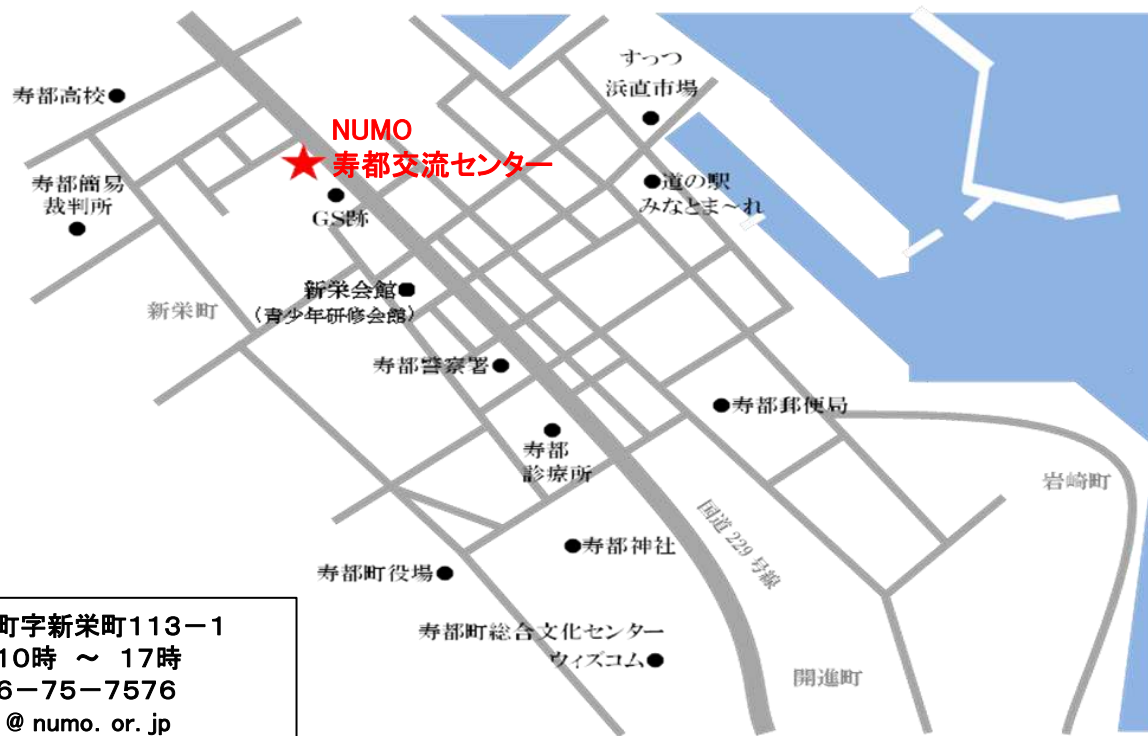 すっつ
浜直市場
寿都高校
NUMO
寿都交流センター
寿都簡易
裁判所
道の駅
みなとま～れ
GS跡
新栄会館
（青少年研修会館）
新栄町
寿都警察署
寿都郵便局
寿都
診療所
岩崎町
国道229号線
寿都神社
寿都町役場
寿都町総合文化センター
ウィズコム
開進町
町字新栄町113－1
10時 ～ 17時
6－75－7576
@ numo. or. jp